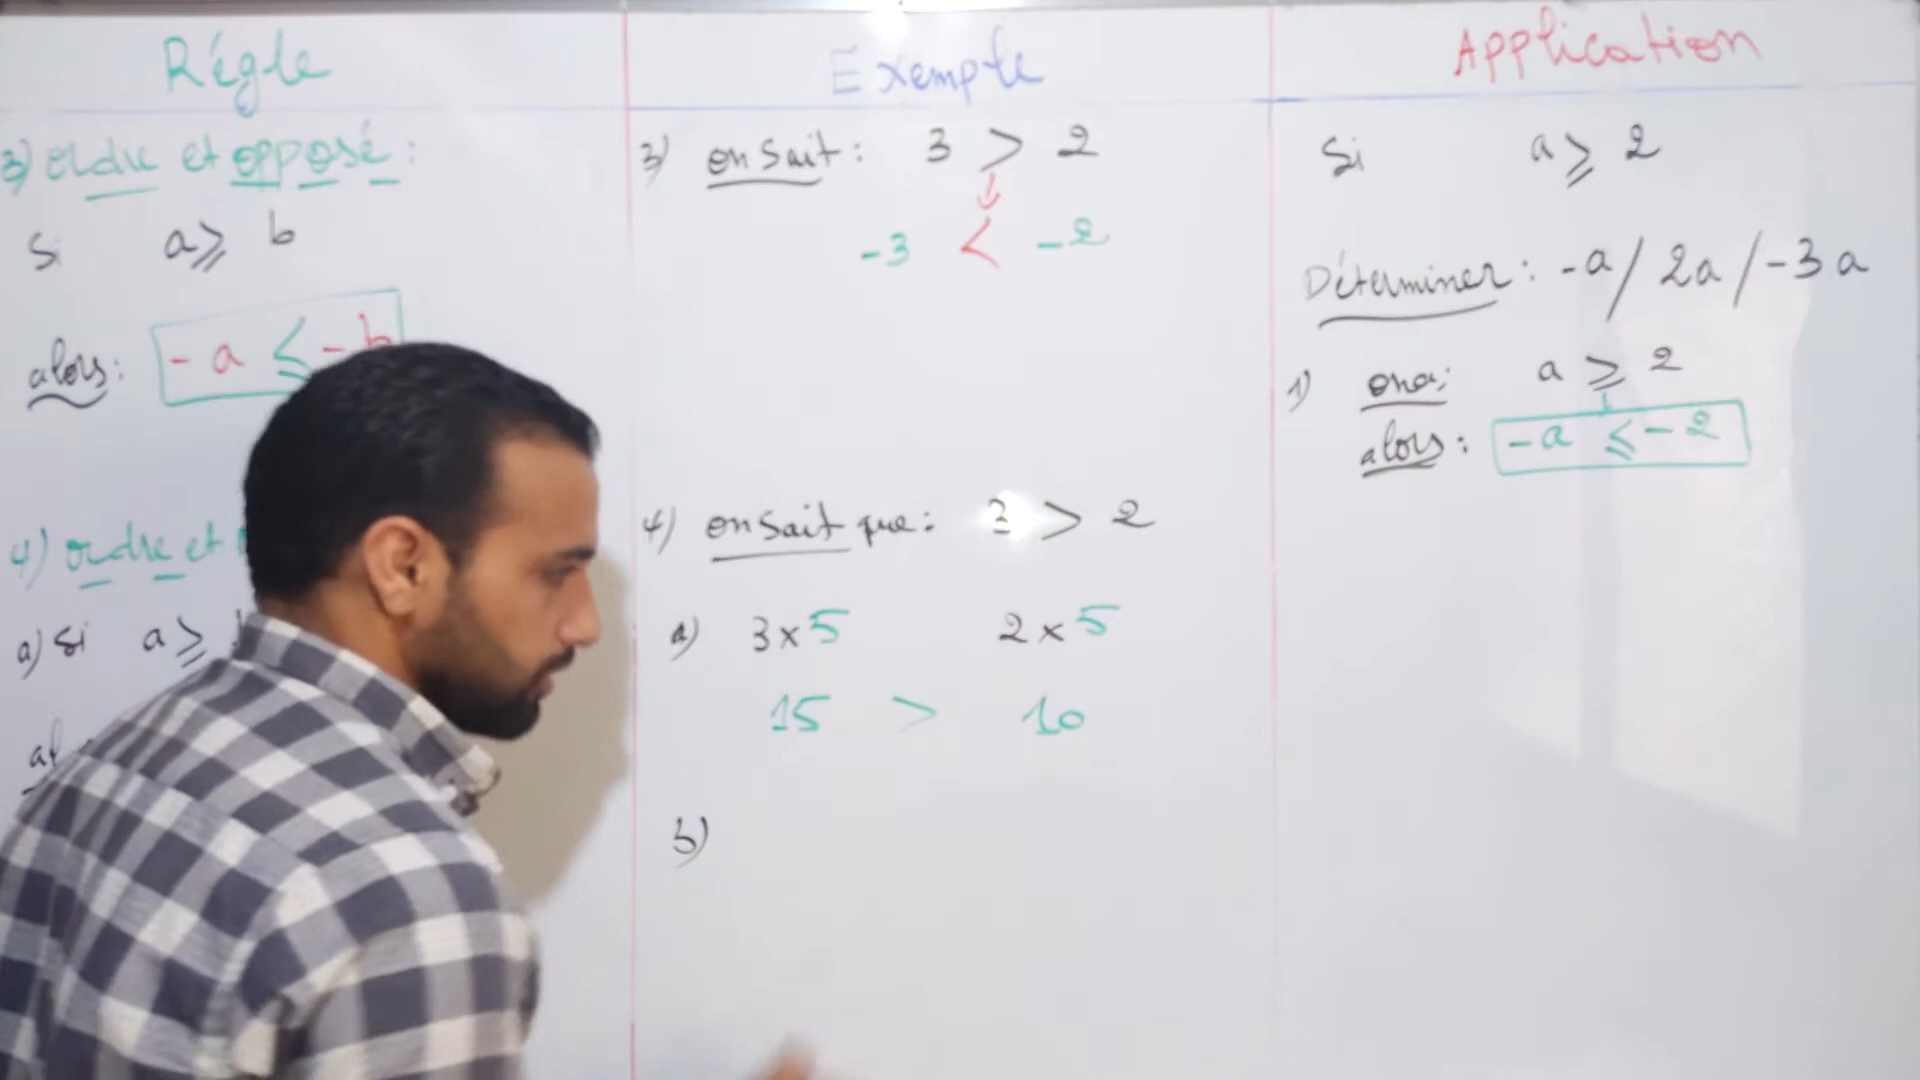 Régle
3) ordre et opposé :
Si a ⩾ b
alors : - a ⩽ - b
4) ordre et
a) si a ⩾
Exemple
3) on sait : 3 > 2
-3 < -2
4) on sait que : 3 > 2
a) 3 x 5 2 x 5
15 > 10
b)
Application
Si a ⩾ 2
Déterminer : -a / 2a / -3a
1) ona : a ⩾ 2
alors : -a ⩽ - 2